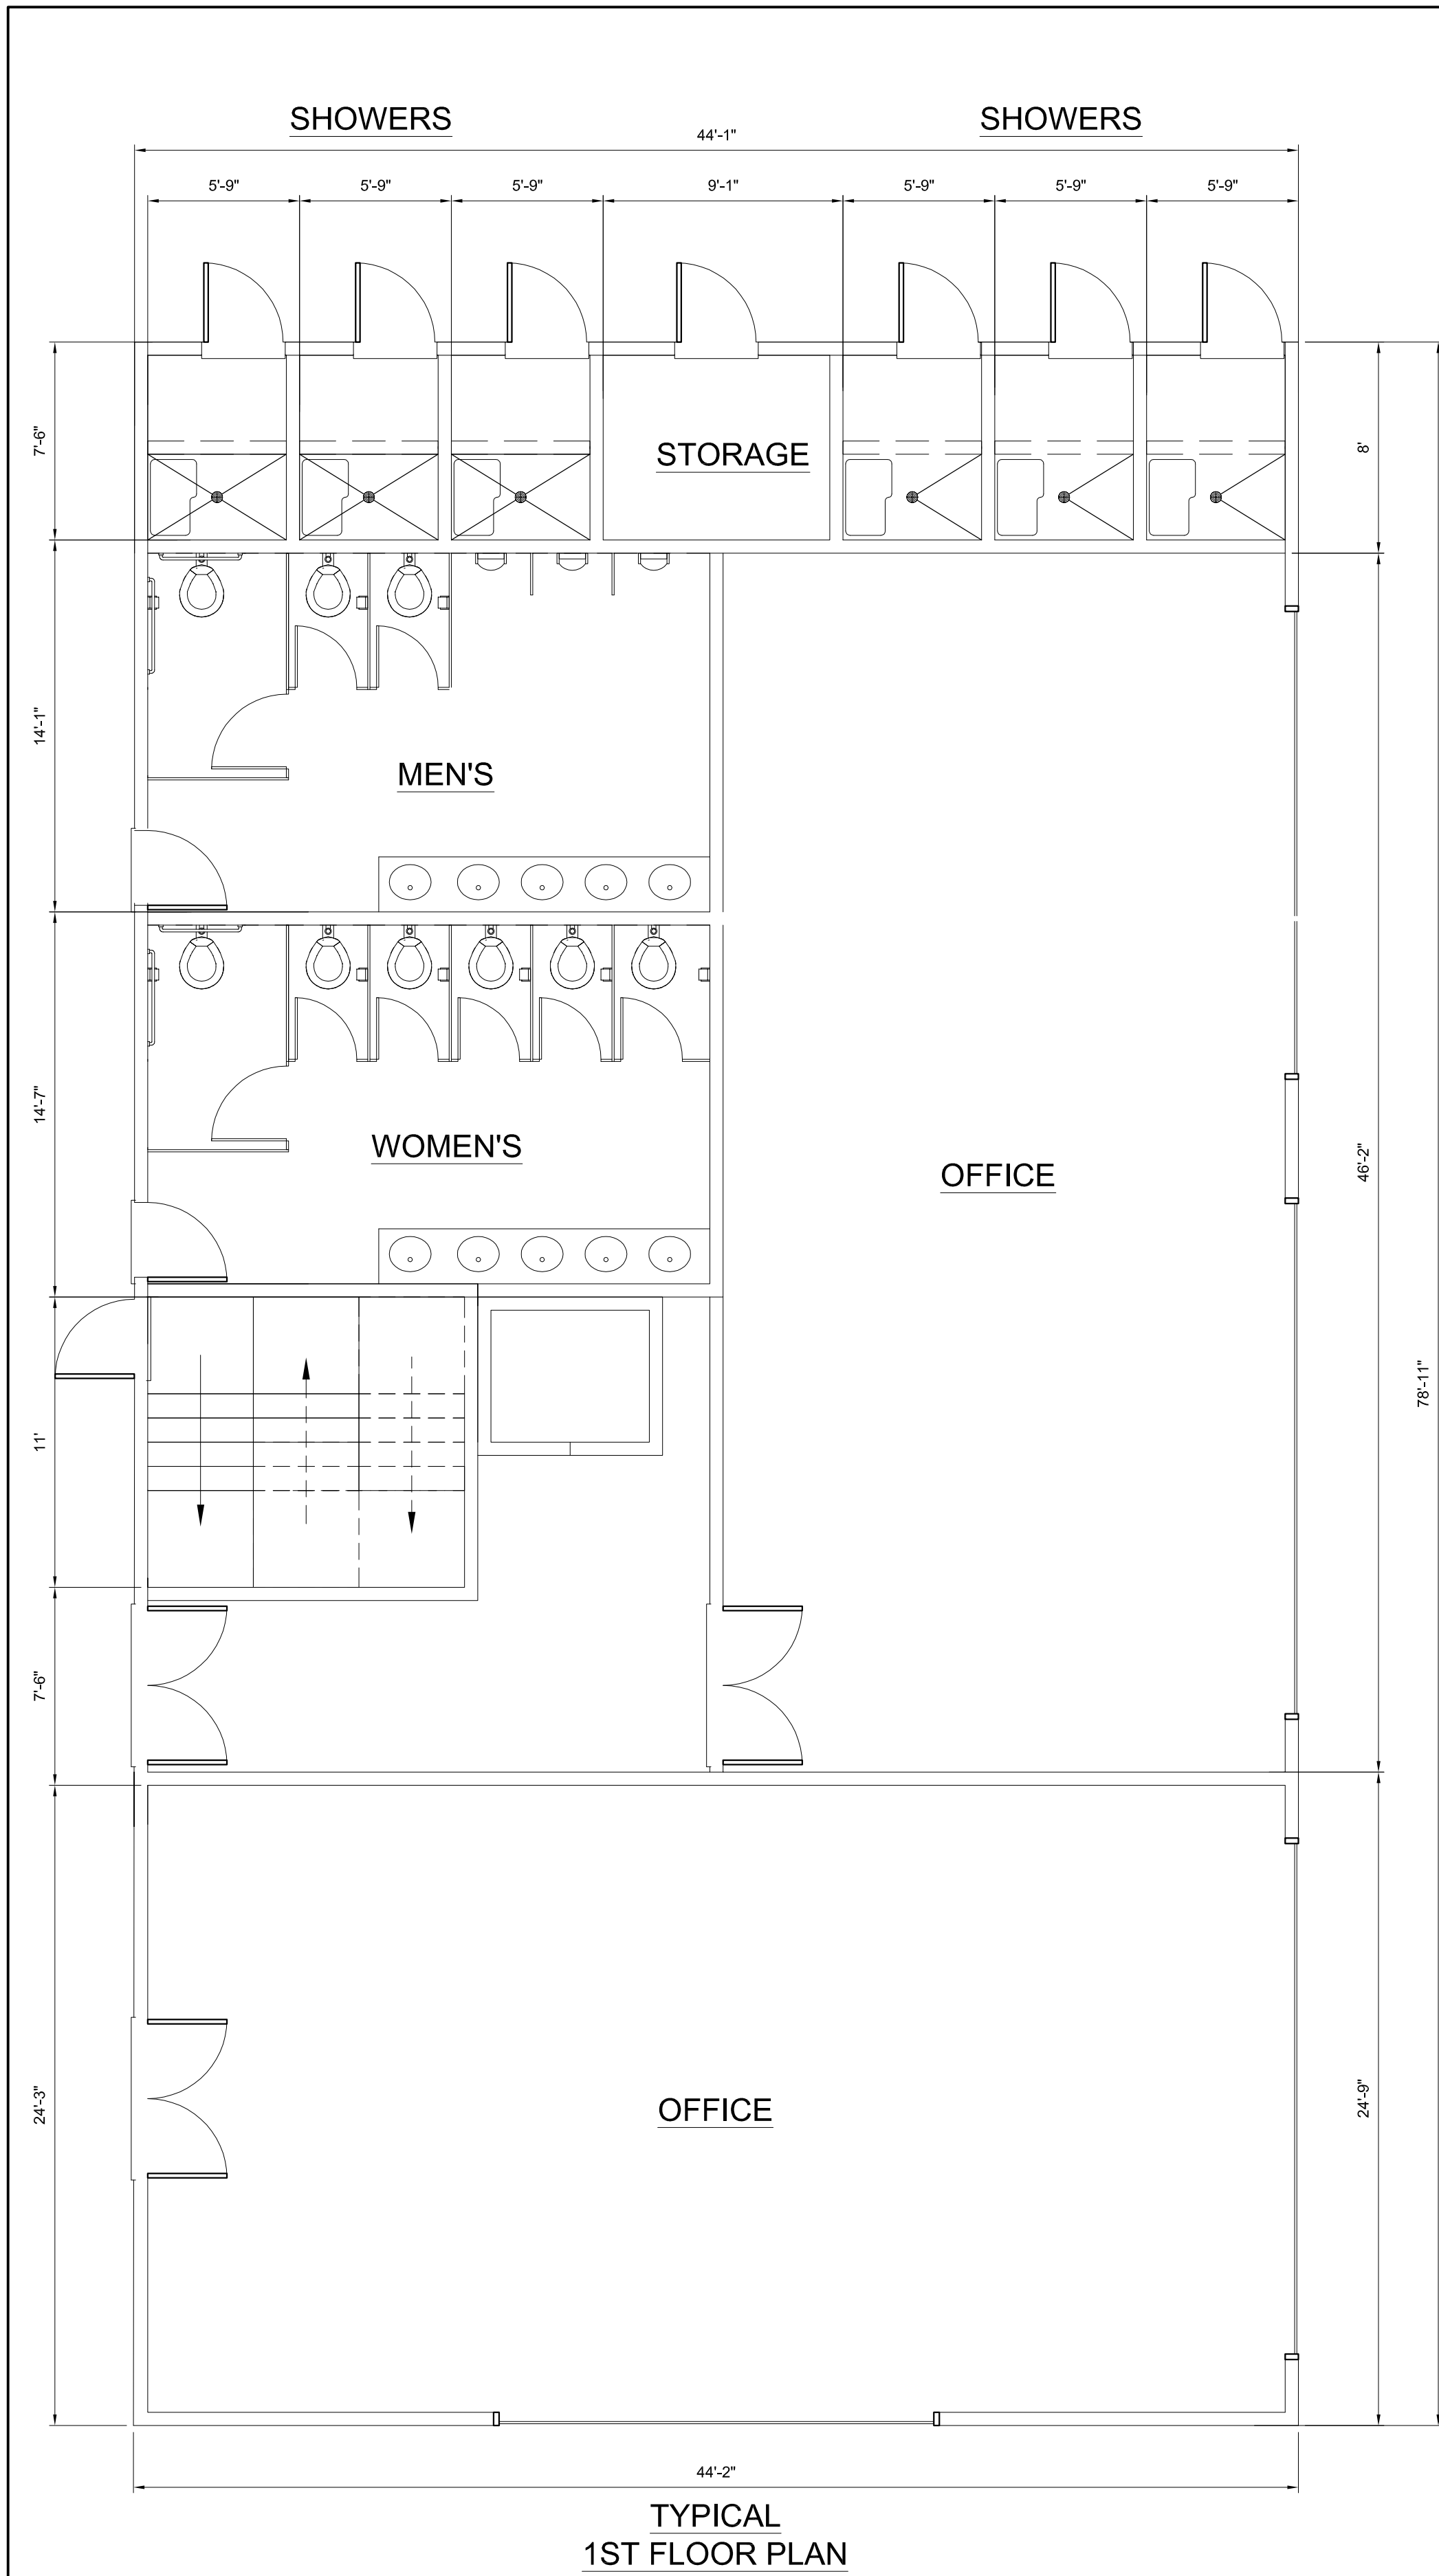 SHOWERS
SHOWERS
44'-1"
5'-9"
5'-9"
5'-9"
9'-1"
5'-9"
5'-9"
5'-9"
7'-6"
STORAGE
8'
14'-1"
MEN'S
14'-7"
WOMEN'S
OFFICE
46'-2"
78'-11"
11'
7'-6"
24'-3"
OFFICE
24'-9"
44'-2"
TYPICAL
1ST FLOOR PLAN